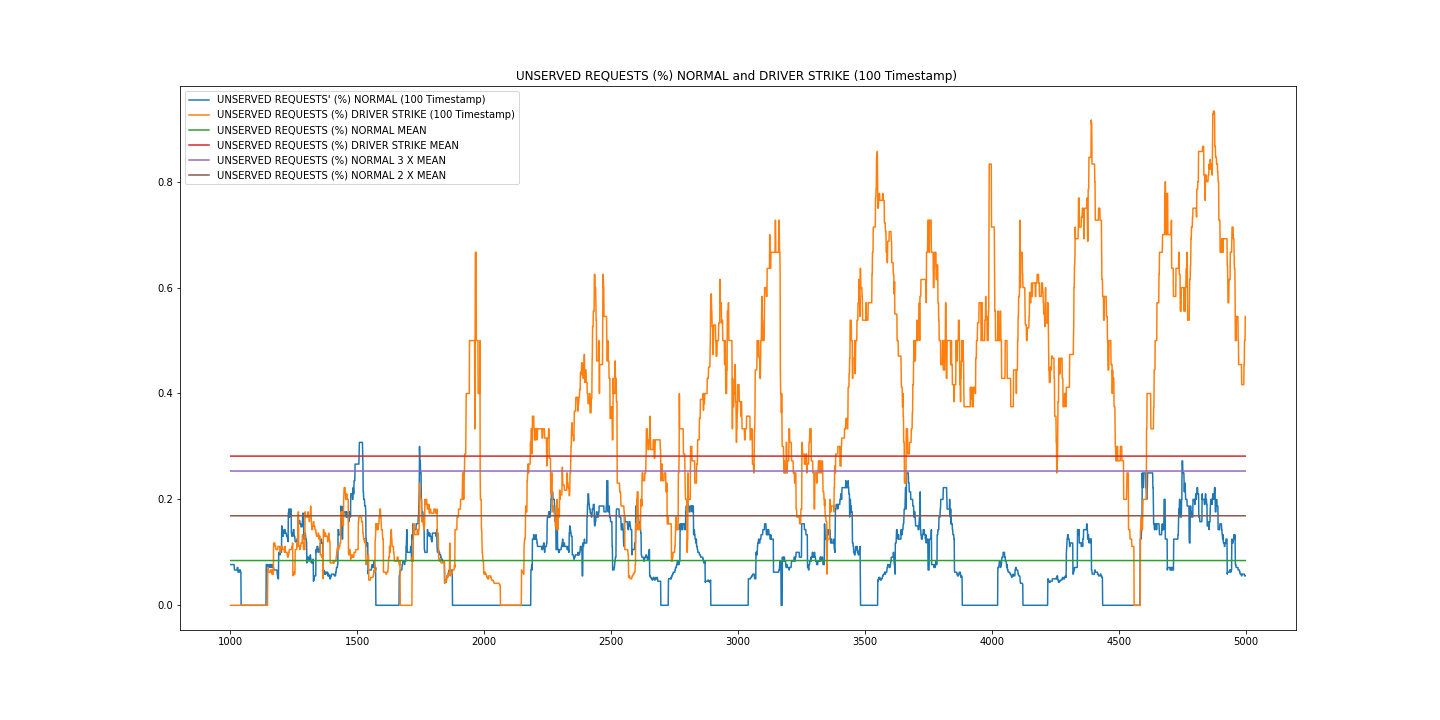 UNSERVED REQUESTS (%) NORMAL and DRIVER STRIKE (100 Timestamp)
UNSERVED REQUESTS' (%) NORMAL (100 Timestamp)
UNSERVED REQUESTS (%) DRIVER STRIKE (100 Timestamp)
UNSERVED REQUESTS (%) NORMAL MEAN
UNSERVED REQUESTS (%) DRIVER STRIKE MEAN
UNSERVED REQUESTS (%) NORMAL 3 X MEAN
UNSERVED REQUESTS (%) NORMAL 2 X MEAN
0.8
0.6
0.4
0.2
0.0
1000 1500 2000 2500 3000 3500 4000 4500 5000